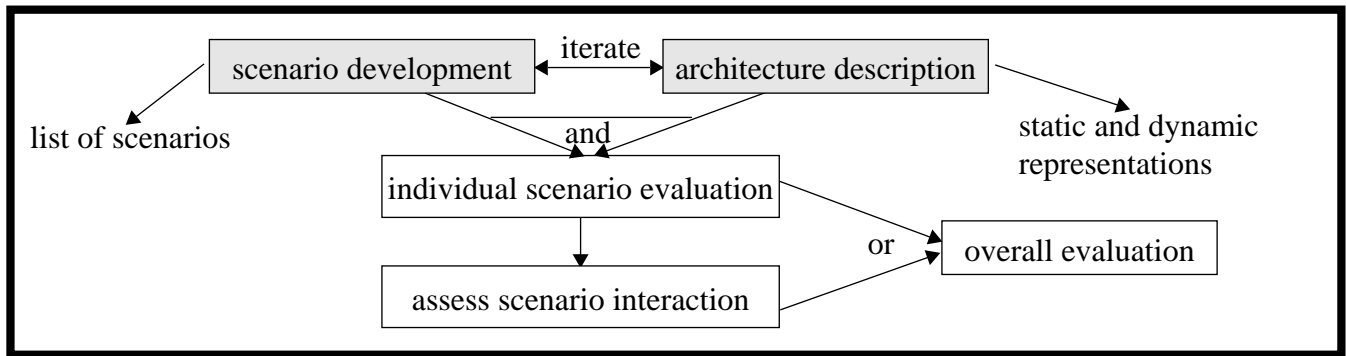 iterate
scenario development
architecture description
list of scenarios
and
static and dynamic
representations
individual scenario evaluation
or
overall evaluation
assess scenario interaction